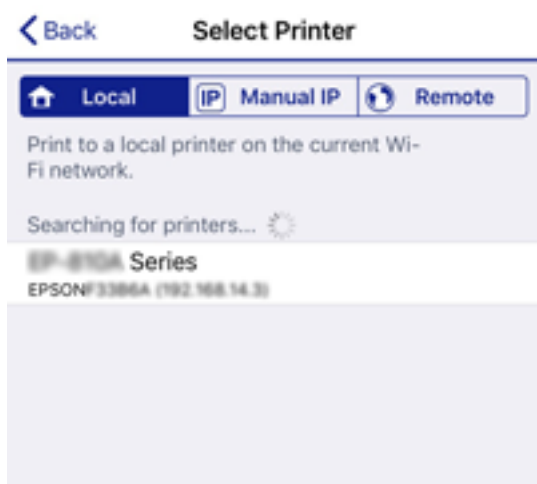 Back
Select Printer
Local
IP Manual IP
Remote
Print to a local printer on the current Wi-
Fi network.
Searching for printers...
Series
EPSON